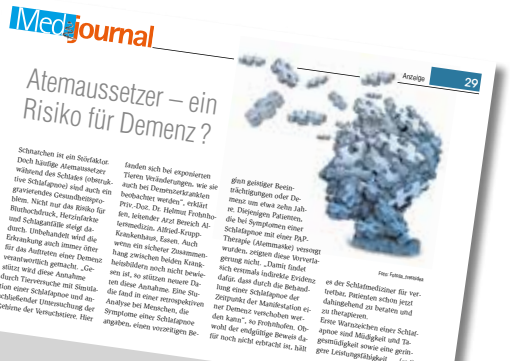 Medizinjournal
Anzeige 29
Atemaussetzer – ein
Risiko für Demenz ?
Schnarchen ist ein Störfaktor.
Doch häufige Atemaussetzer
während des Schlafes (obstruk-
tive Schlafapnoe) sind auch ein
gravierendes Gesundheitspro-
blem. Nicht nur das Risiko für
Bluthochdruck, Herzinfarkte
und Schlaganfälle steigt da-
durch. Unbehandelt wird die
Erkrankung auch immer öfter
für das Auftreten einer Demenz
verantwortlich gemacht. „Ge-
stützt wird diese Annahme
durch Tierversuche mit Simula-
tion einer Schlafapnoe und an-
schließender Untersuchung der
Gehirne der Versuchstiere. Hier
fanden sich bei exponierten
Tieren Veränderungen, wie sie
auch bei Demenzerkrankten
beobachtet werden“, erklärt
Priv.-Doz. Dr. Helmut Frohnho-
fen, leitender Arzt Bereich Al-
tersmedizin, Alfried-Krupp-
Krankenhaus, Essen. Auch
wenn ein sicherer Zusammen-
hang zwischen beiden Krank-
heitsbildern noch nicht bewie-
sen ist, so stützen neuere Da-
ten diese Annahme. Eine Stu-
die fand in einer retrospektiven
Analyse bei Menschen, die
Symptome einer Schlafapnoe
angaben, einen vorzeitigen Be-
ginn geistiger Beein-
trächtigungen oder De-
menz um etwa zehn Jah-
re. Diejenigen Patienten,
die bei Symptomen einer
Schlafapnoe mit einer PAP-
Therapie (Atemmaske) versorgt
wurden, zeigten diese Vorverla-
gerung nicht. „Damit findet
sich erstmals indirekte Evidenz
dafür, dass durch die Behand-
lung einer Schlafapnoe der
Zeitpunkt der Manifestation ei-
ner Demenz verschoben wer-
den kann“, so Frohnhofen. Ob-
wohl der endgültige Beweis da-
für noch nicht erbracht ist, hält
Foto: Fotolia,
es der Schlafmediziner für ver-
tretbar, Patienten schon jetzt
dahingehend zu beraten und
zu therapieren.
Erste Warnzeichen einer Schlaf-
apnoe sind Müdigkeit und Ta-
gesmüdigkeit sowie eine gerin-
gere Leistungsfähigkeit